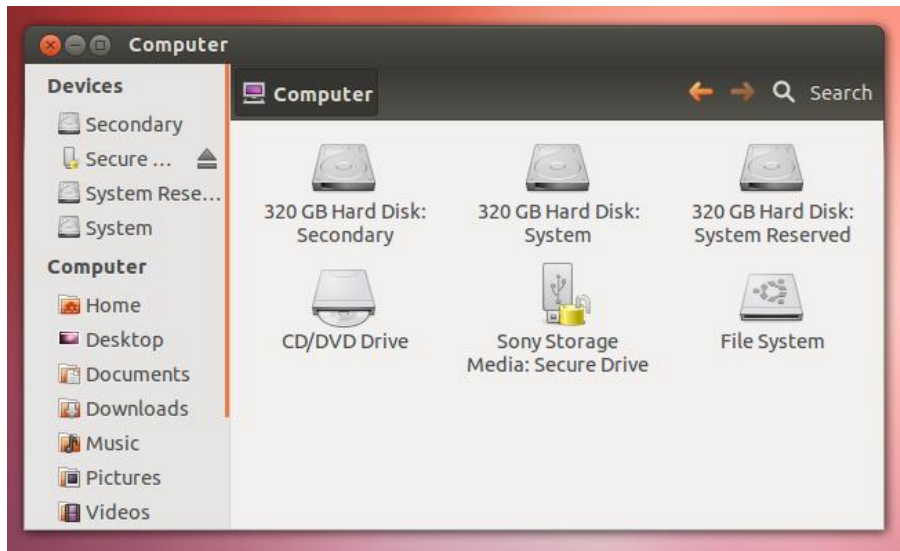 Computer
Devices
Secondary
Secure ...
System Rese...
System
Computer
Home
Desktop
Documents
Downloads
Music
Pictures
Videos
Computer
Search
320 GB Hard Disk:
Secondary
320 GB Hard Disk:
System
320 GB Hard Disk:
System Reserved
CD/DVD Drive
Sony Storage
Media: Secure Drive
File System